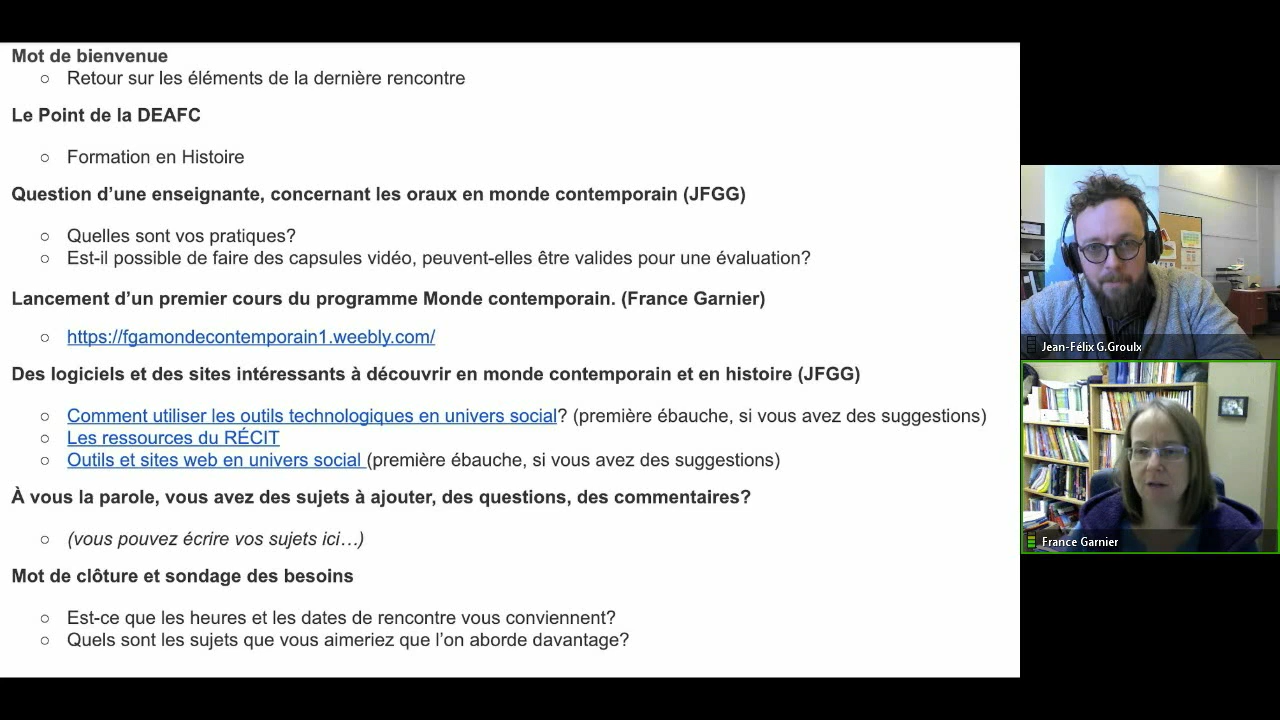 Mot de bienvenue
○ Retour sur les éléments de la dernière rencontre
Le Point de la DEAFC
○ Formation en Histoire
Question d’une enseignante, concernant les oraux en monde contemporain (JFGG)
○ Quelles sont vos pratiques?
○ Est-il possible de faire des capsules vidéo, peuvent-elles être valides pour une évaluation?
Lancement d’un premier cours du programme Monde contemporain. (France Garnier)
○ https://fgamondecontemporain1.weebly.com/
Des logiciels et des sites intéressants à découvrir en monde contemporain et en histoire (JFGG)
○ Comment utiliser les outils technologiques en univers social? (première ébauche, si vous avez des suggestions)
○ Les ressources du RÉCIT
○ Outils et sites web en univers social (première ébauche, si vous avez des suggestions)
À vous la parole, vous avez des sujets à ajouter, des questions, des commentaires?
○ (vous pouvez écrire vos sujets ici…)
Mot de clôture et sondage des besoins
○ Est-ce que les heures et les dates de rencontre vous conviennent?
○ Quels sont les sujets que vous aimeriez que l’on aborde davantage?
Jean-Félix G.Groulx
France Garnier